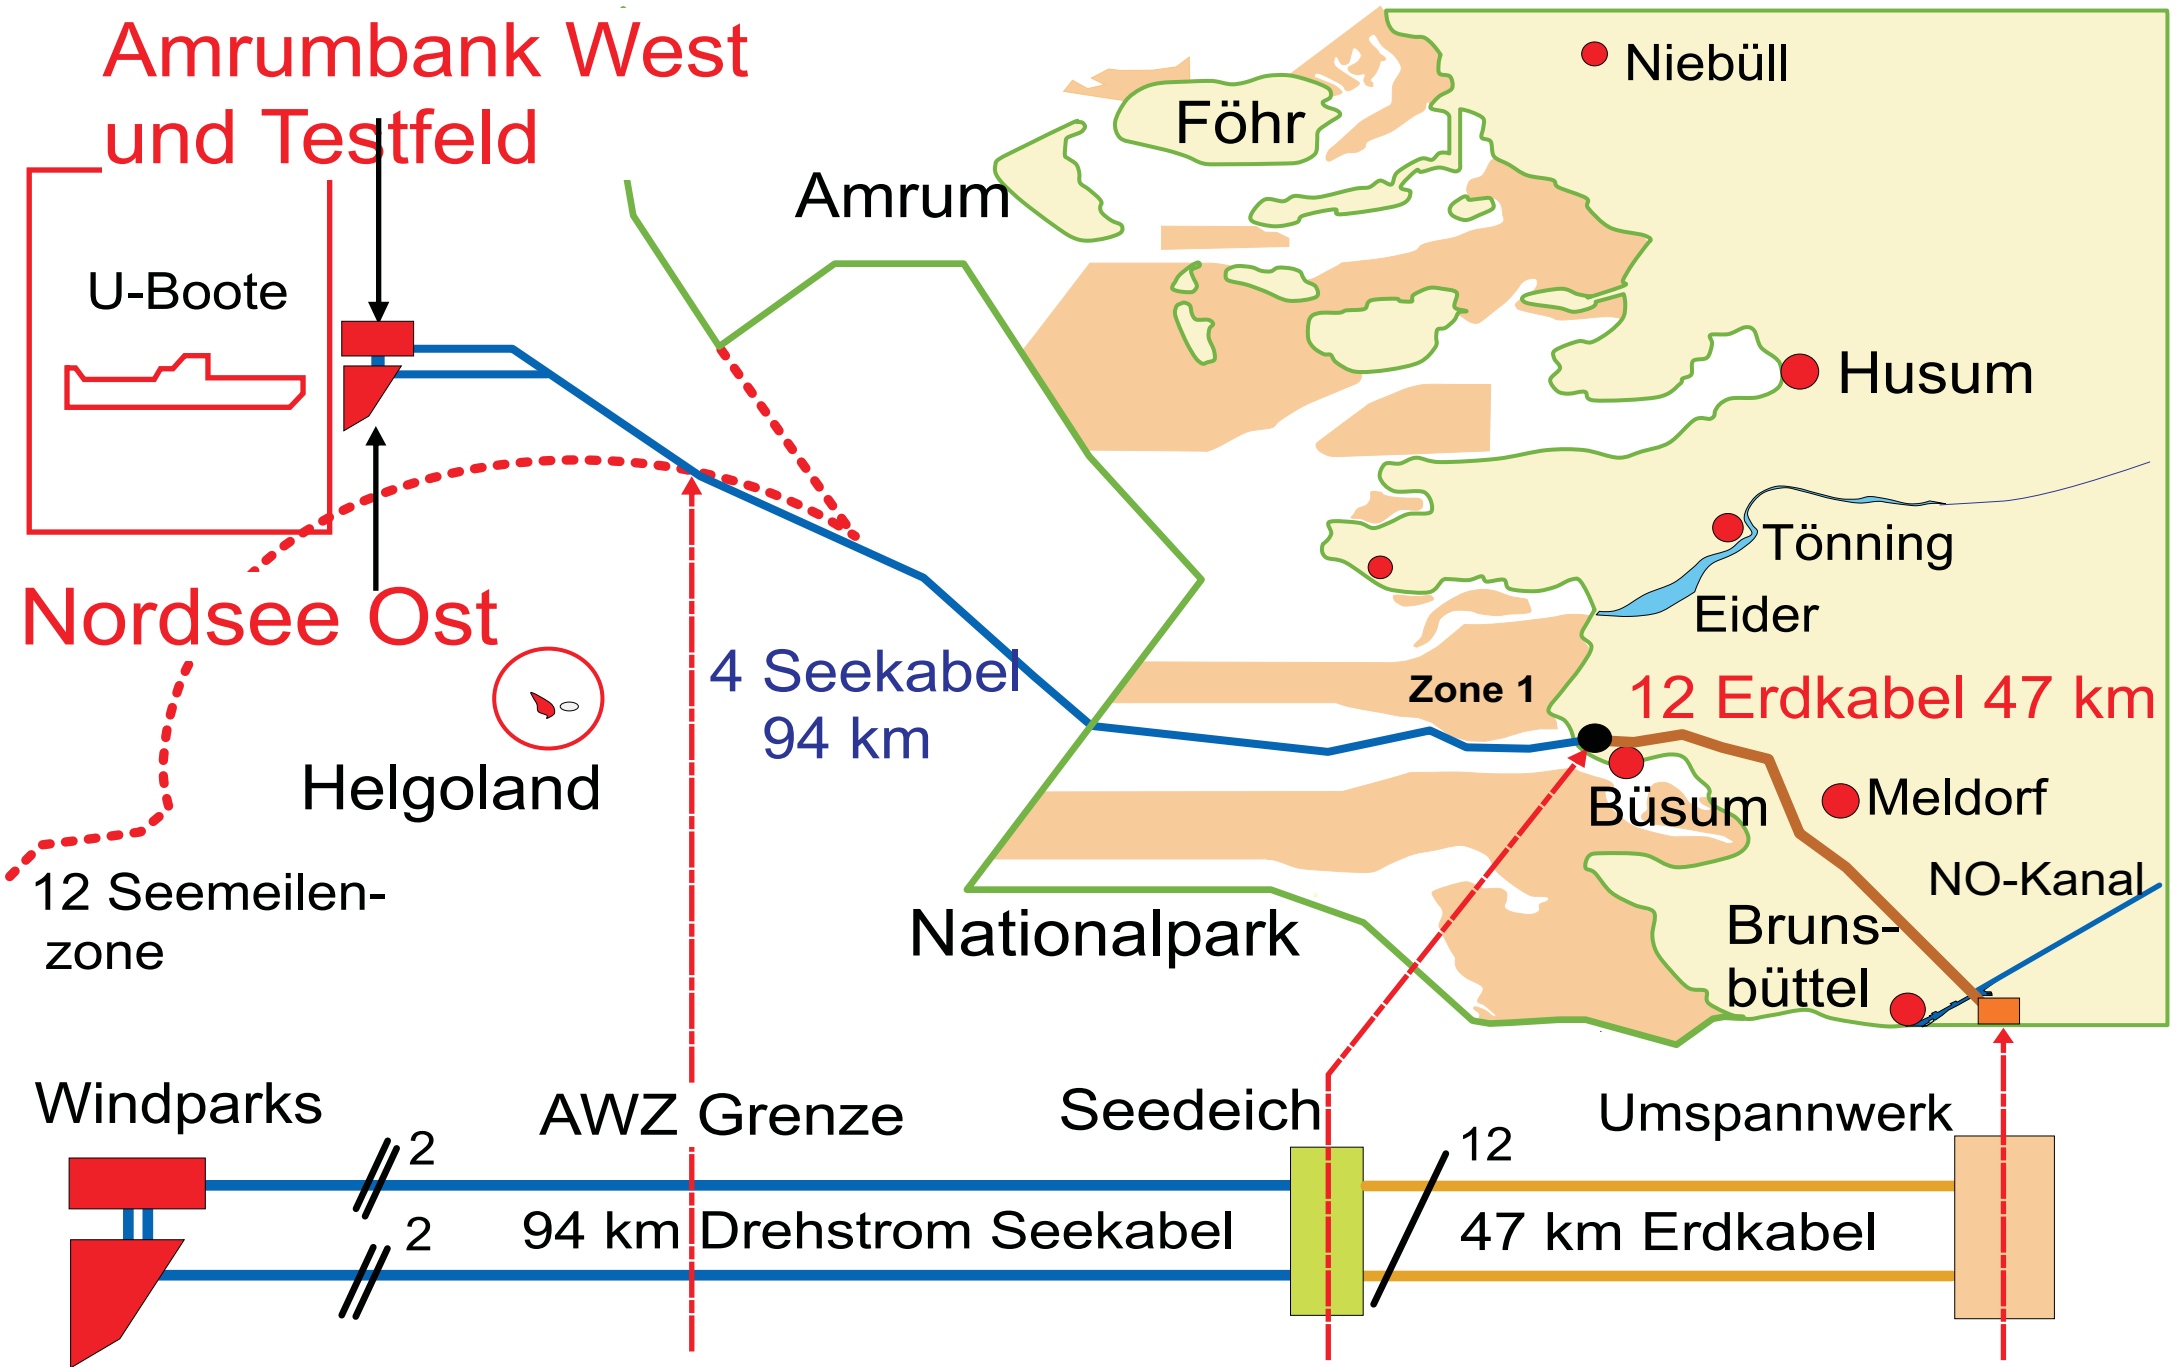 Amrumbank West
und Testfeld
Niebüll
Föhr
Amrum
U-Boote
Husum
Tönning
Eider
Nordsee Ost
4 Seekabel
94 km
Zone 1
12 Erdkabel 47 km
Helgoland
Büsum
Meldorf
12 Seemeilen-
zone
Nationalpark
NO-Kanal
Bruns-
büttel
Windparks
AWZ Grenze
Seedeich
Umspannwerk
2
12
2
94 km Drehstrom Seekabel
47 km Erdkabel